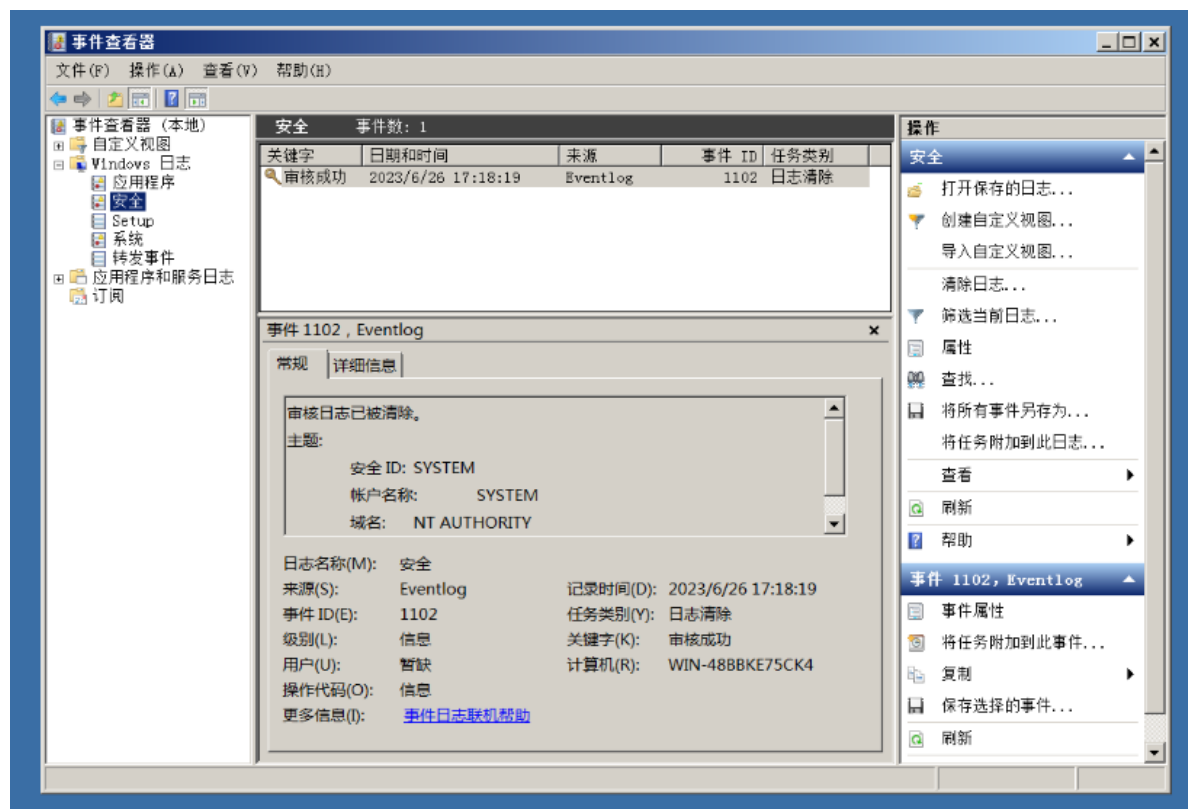 事件查看器
文件(F) 操作(A) 查看(V) 帮助(H)
事件查看器 (本地)
自定义视图
Windows 日志
应用程序
安全
Setup
系统
转发事件
应用程序和服务日志
订阅
安全 事件数: 1
关键字 日期和时间 来源 事件 ID 任务类别
审核成功 2023/6/26 17:18:19 Eventlog 1102 日志清除
事件 1102，Eventlog
常规 详细信息
审核日志已被清除。
主题:
安全 ID: SYSTEM
帐户名称: SYSTEM
域名: NT AUTHORITY
日志名称(M): 安全
来源(S): Eventlog 记录时间(D): 2023/6/26 17:18:19
事件 ID(E): 1102 任务类别(Y): 日志清除
级别(L): 信息 关键字(K): 审核成功
用户(U): 暂缺 计算机(R): WIN-48BBKE75CK4
操作代码(O): 信息
更多信息(I): 事件日志联机帮助
操作
安全
打开保存的日志...
创建自定义视图...
导入自定义视图...
清除日志...
筛选当前日志...
属性
查找...
将所有事件另存为...
将任务附加到此日志...
查看
刷新
帮助
事件 1102，Eventlog
事件属性
将任务附加到此事件...
复制
保存选择的事件...
刷新